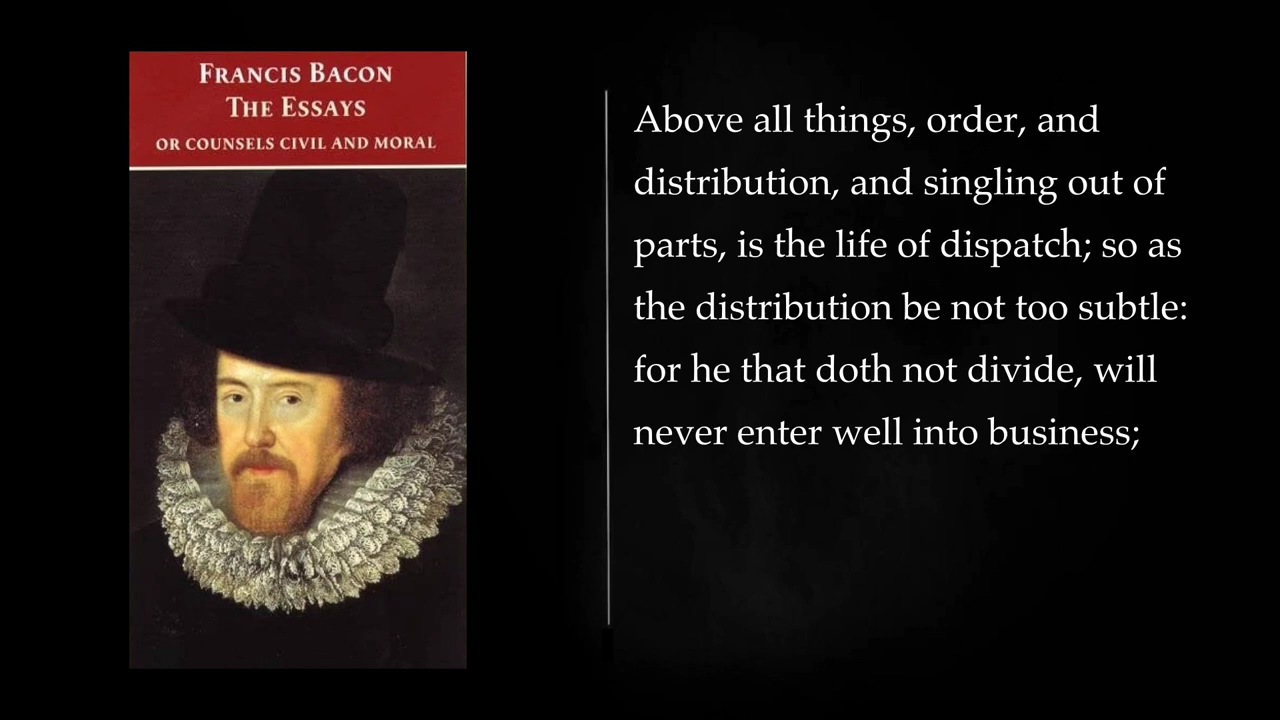 FRANCIS BACON
THE ESSAYS
OR COUNSELS CIVIL AND MORAL
Above all things, order, and
distribution, and singling out of
parts, is the life of dispatch; so as
the distribution be not too subtle:
for he that doth not divide, will
never enter well into business;